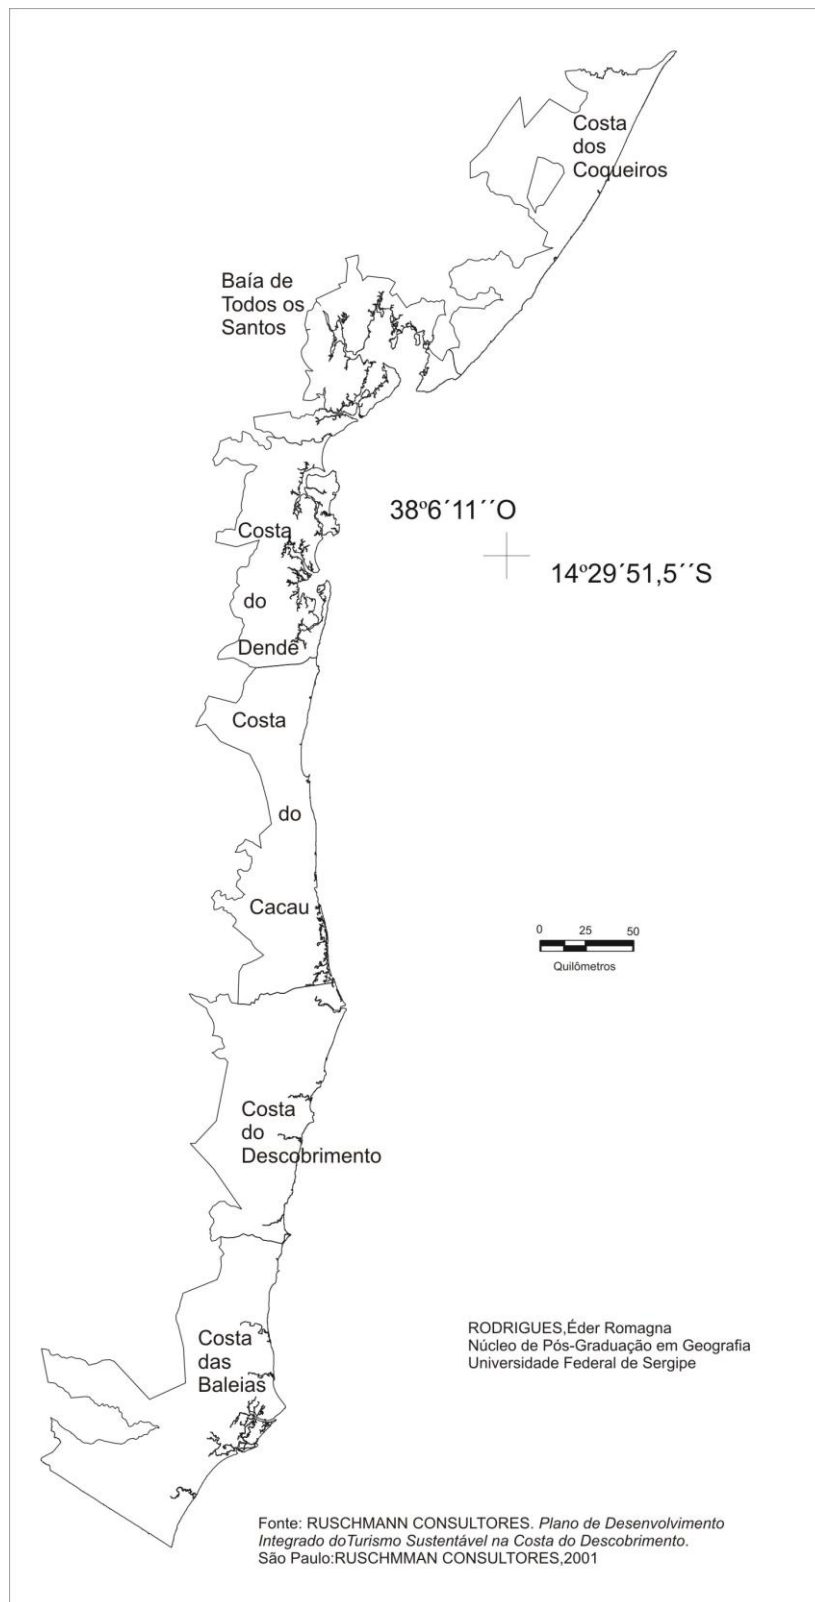 Costa
dos
Coqueiros
Baía de
Todos os
Santos
38º6´11´´O
14º29´51,5´´S
Costa
do
Dendê
Costa
do
Cacau
0 25 50
Quilômetros
Costa
do
Descobrimento
Costa
das
Baleias
RODRIGUES,Éder Romagna
Núcleo de Pós-Graduação em Geografia
Universidade Federal de Sergipe
Fonte: RUSCHMANN CONSULTORES. Plano de Desenvolvimento
Integrado doTurismo Sustentável na Costa do Descobrimento.
São Paulo:RUSCHMMAN CONSULTORES,2001